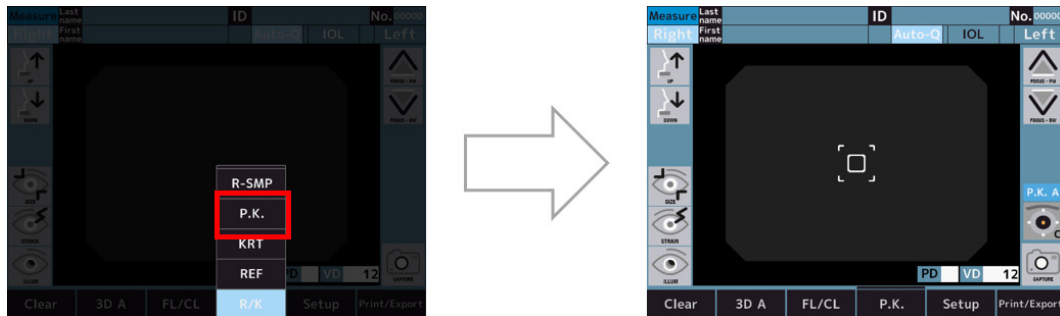 Measure Last name ID No. 00000
Right First name Auto-Q IOL Left
UP
FOCUS - FW
DOWN
FOCUS - BW
R-SMP
SIZE
P.K.
STRAIN
KRT
REF PD VD 12
ILLUM
CAPTURE
Clear 3D A FL/CL R/K Setup Print/Export
Measure Last name ID No. 00000
Right First name Auto-Q IOL Left
UP
FOCUS - FW
DOWN
FOCUS - BW
P.K. A
SIZE
STRAIN
PD VD 12
ILLUM
CAPTURE
Clear 3D A FL/CL P.K. Setup Print/Export